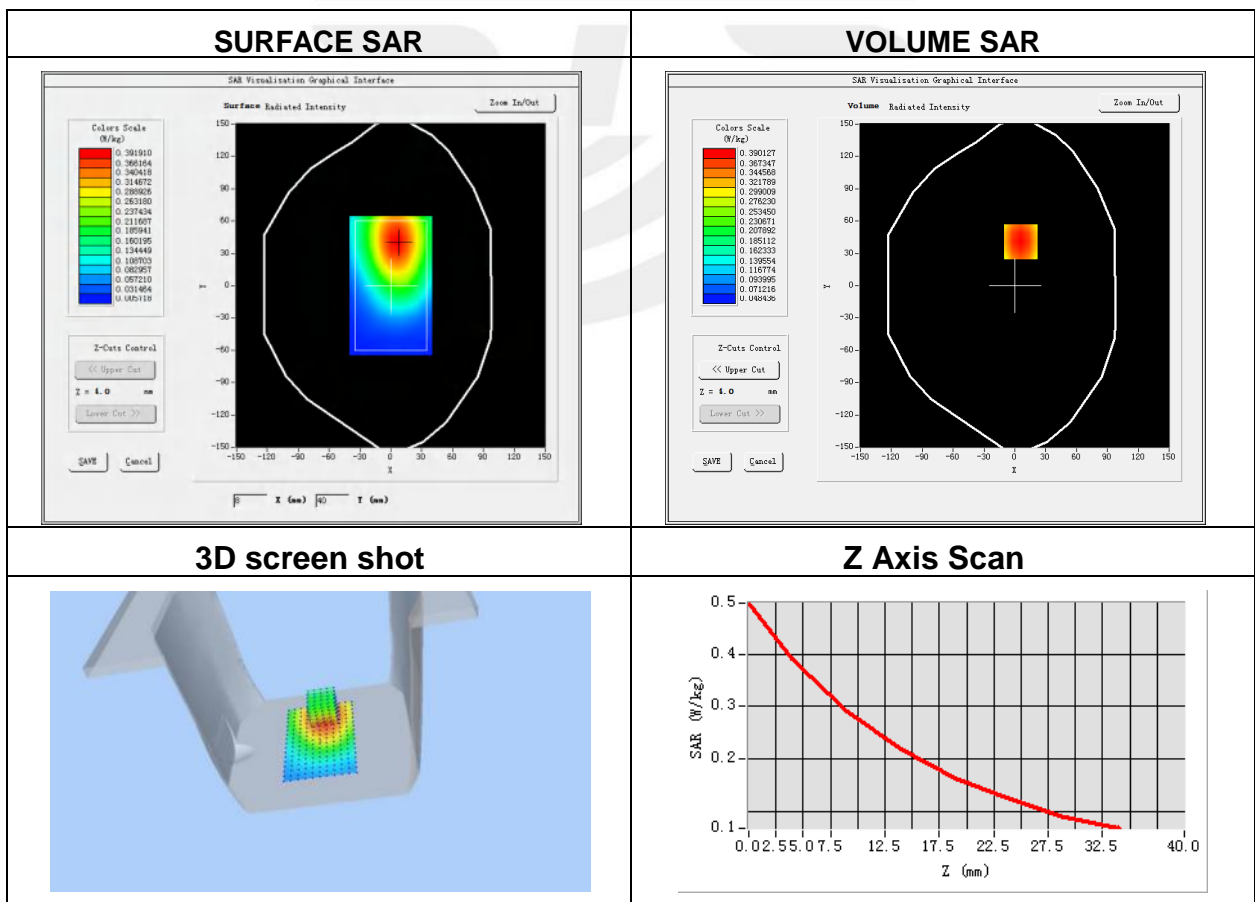 SURFACE SAR
SAR Visualisation Graphical Interface
Surface Radiated Intensity
Zoom In/Out
Colors Scale
(W/kg)
0.391910
0.366164
0.340418
0.314672
0.288926
0.263180
0.237434
0.211687
0.185941
0.160195
0.134449
0.108703
0.082957
0.057210
0.031464
0.005718
Z-Cuts Control
<< Upper Cut
Z = 4.0 mm
Lower Cut >>
SAVE Cancel
150
120
90
60
30
0
-30
-60
-90
-120
-150
Y
-150 -120 -90 -60 -30 0 30 60 90 120 150
X
8 X (mm) 40 Y (mm)
VOLUME SAR
SAR Visualisation Graphical Interface
Volume Radiated Intensity
Zoom In/Out
Colors Scale
(W/kg)
0.390127
0.367347
0.344568
0.321789
0.299009
0.276230
0.253450
0.230671
0.207892
0.185112
0.162333
0.139554
0.116774
0.093995
0.071216
0.048436
Z-Cuts Control
<< Upper Cut
Z = 4.0 mm
Lower Cut >>
SAVE Cancel
150
120
90
60
30
0
-30
-60
-90
-120
-150
Y
-150 -120 -90 -60 -30 0 30 60 90 120 150
X
3D screen shot
Z Axis Scan
0.5
0.4
0.3
0.2
0.1
SAR (W/kg)
0.0 2.5 5.0 7.5 12.5 17.5 22.5 27.5 32.5 40.0
Z (mm)